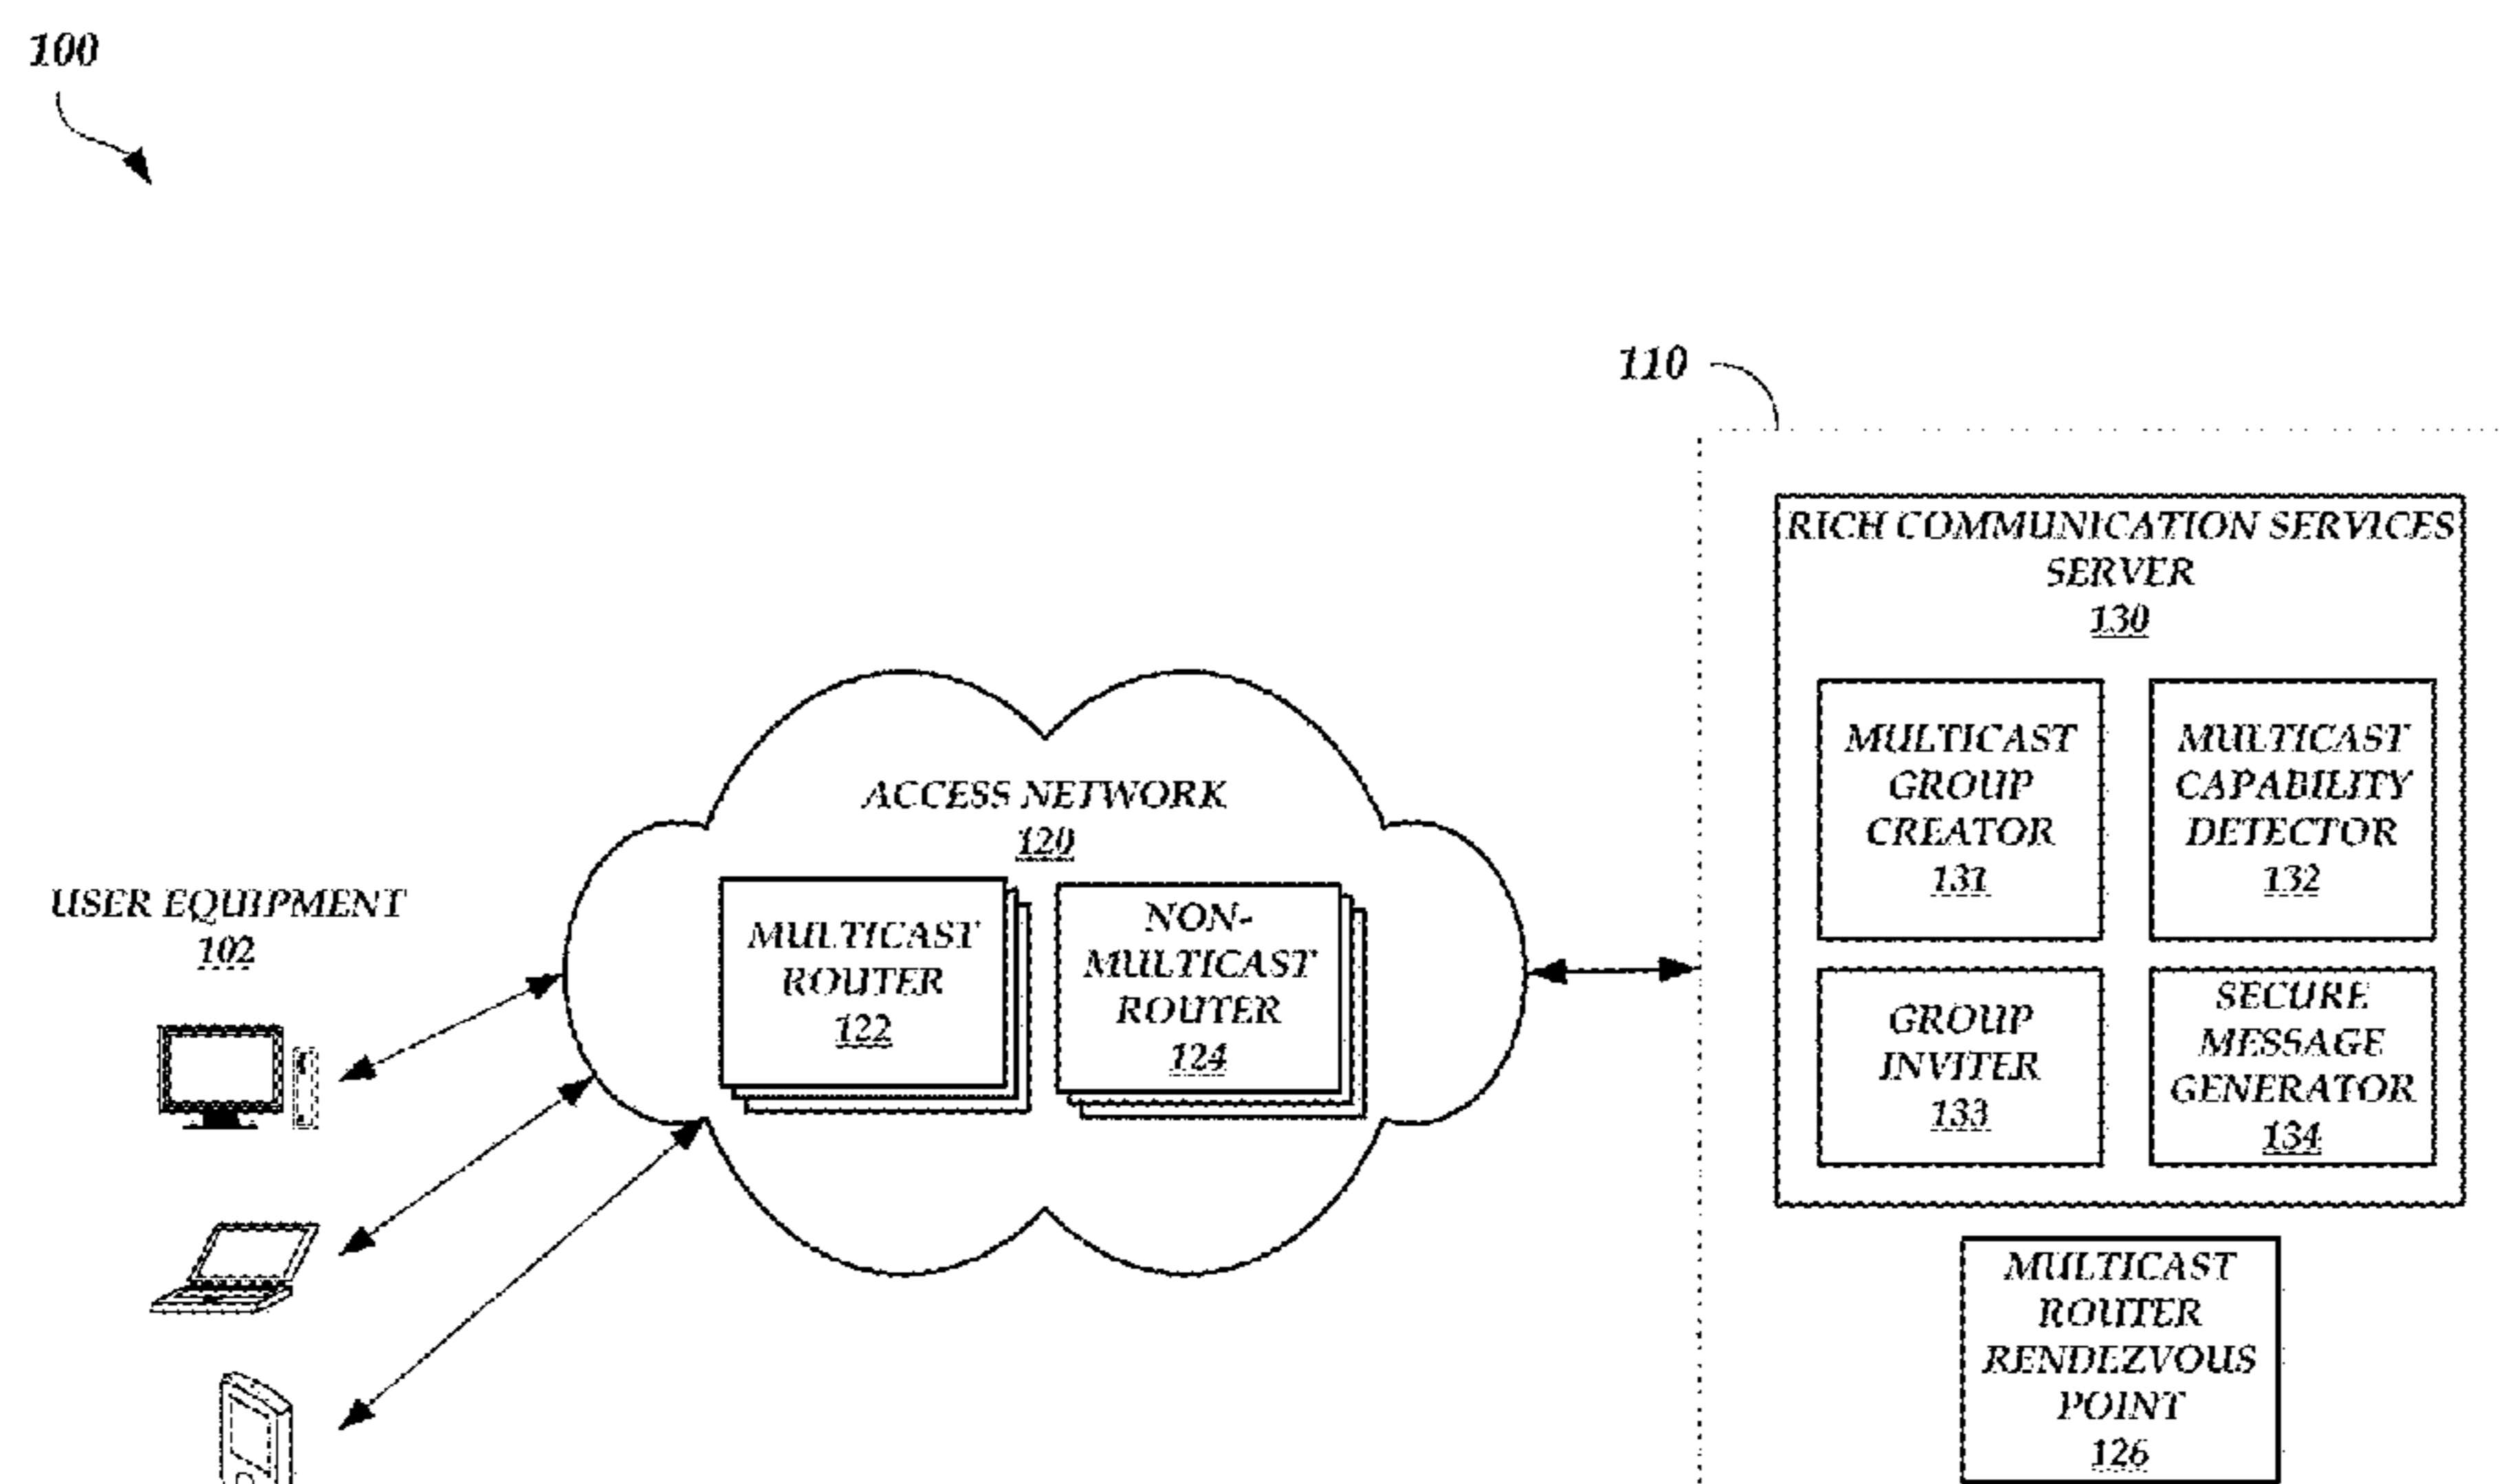 100
110
RICH COMMUNICATION SERVICES
SERVER
130
MULTICAST
GROUP
CREATOR
131
MULTICAST
CAPABILITY
DETECTOR
132
GROUP
INVITER
133
SECURE
MESSAGE
GENERATOR
134
ACCESS NETWORK
120
MULTICAST
ROUTER
122
NON-
MULTICAST
ROUTER
124
USER EQUIPMENT
102
MULTICAST
ROUTER
RENDEZVOUS
POINT
126